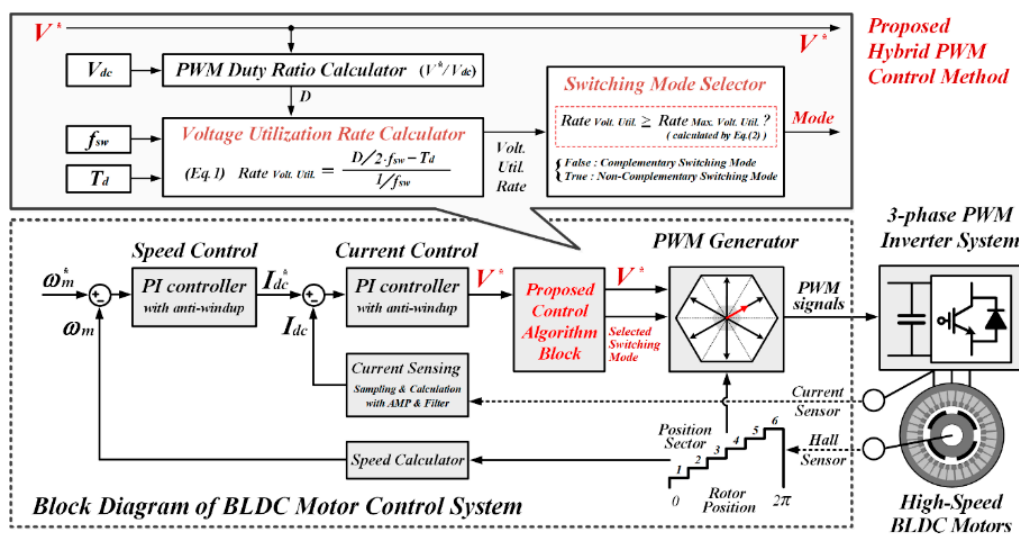 V*
V*
Proposed
Hybrid PWM
Control Method
Vdc
PWM Duty Ratio Calculator (V*/Vdc)
D
fsw
Td
Voltage Utilization Rate Calculator
(Eq.1) Rate Volt. Util. = D/2·fsw−Td / 1/fsw
Volt.
Util.
Rate
Switching Mode Selector
Rate Volt. Util. ≥ Rate Max. Volt. Util. ?
( calculated by Eq.(2) )
{ False : Complementary Switching Mode
True : Non-Complementary Switching Mode
Mode
Speed Control
Current Control
PWM Generator
3-phase PWM
Inverter System
ω*m
ωm
PI controller
with anti-windup
I*dc
Idc
PI controller
with anti-windup
V*
Proposed
Control
Algorithm
Block
V*
Selected
Switching
Mode
PWM
signals
Current Sensing
Sampling & Calculation
with AMP & Filter
Current
Sensor
Speed Calculator
Position
Sector
1
2
3
4
5
6
0
Rotor
Position
2π
Hall
Sensor
High-Speed
BLDC Motors
Block Diagram of BLDC Motor Control System